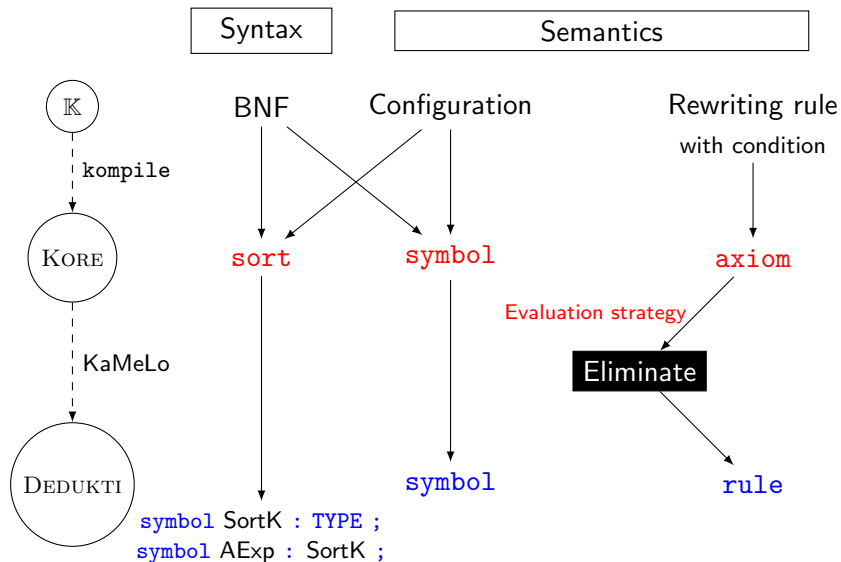 Syntax
Semantics
𝕂
BNF
Configuration
Rewriting rule
with condition
kompile
KORE
sort
symbol
axiom
Evaluation strategy
KaMeLo
Eliminate
DEDUKTI
symbol
rule
symbol SortK : TYPE ;
symbol AExp : SortK ;